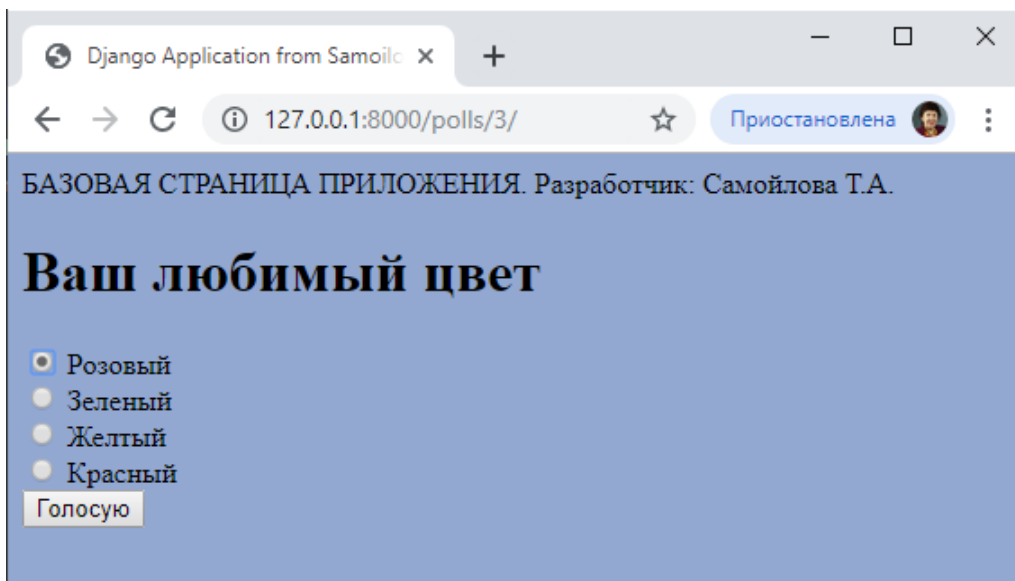 Django Application from Samoilo
127.0.0.1:8000/polls/3/
Приостановлена
БАЗОВАЯ СТРАНИЦА ПРИЛОЖЕНИЯ. Разработчик: Самойлова Т.А.
Ваш любимый цвет
Розовый
Зеленый
Желтый
Красный
Голосую